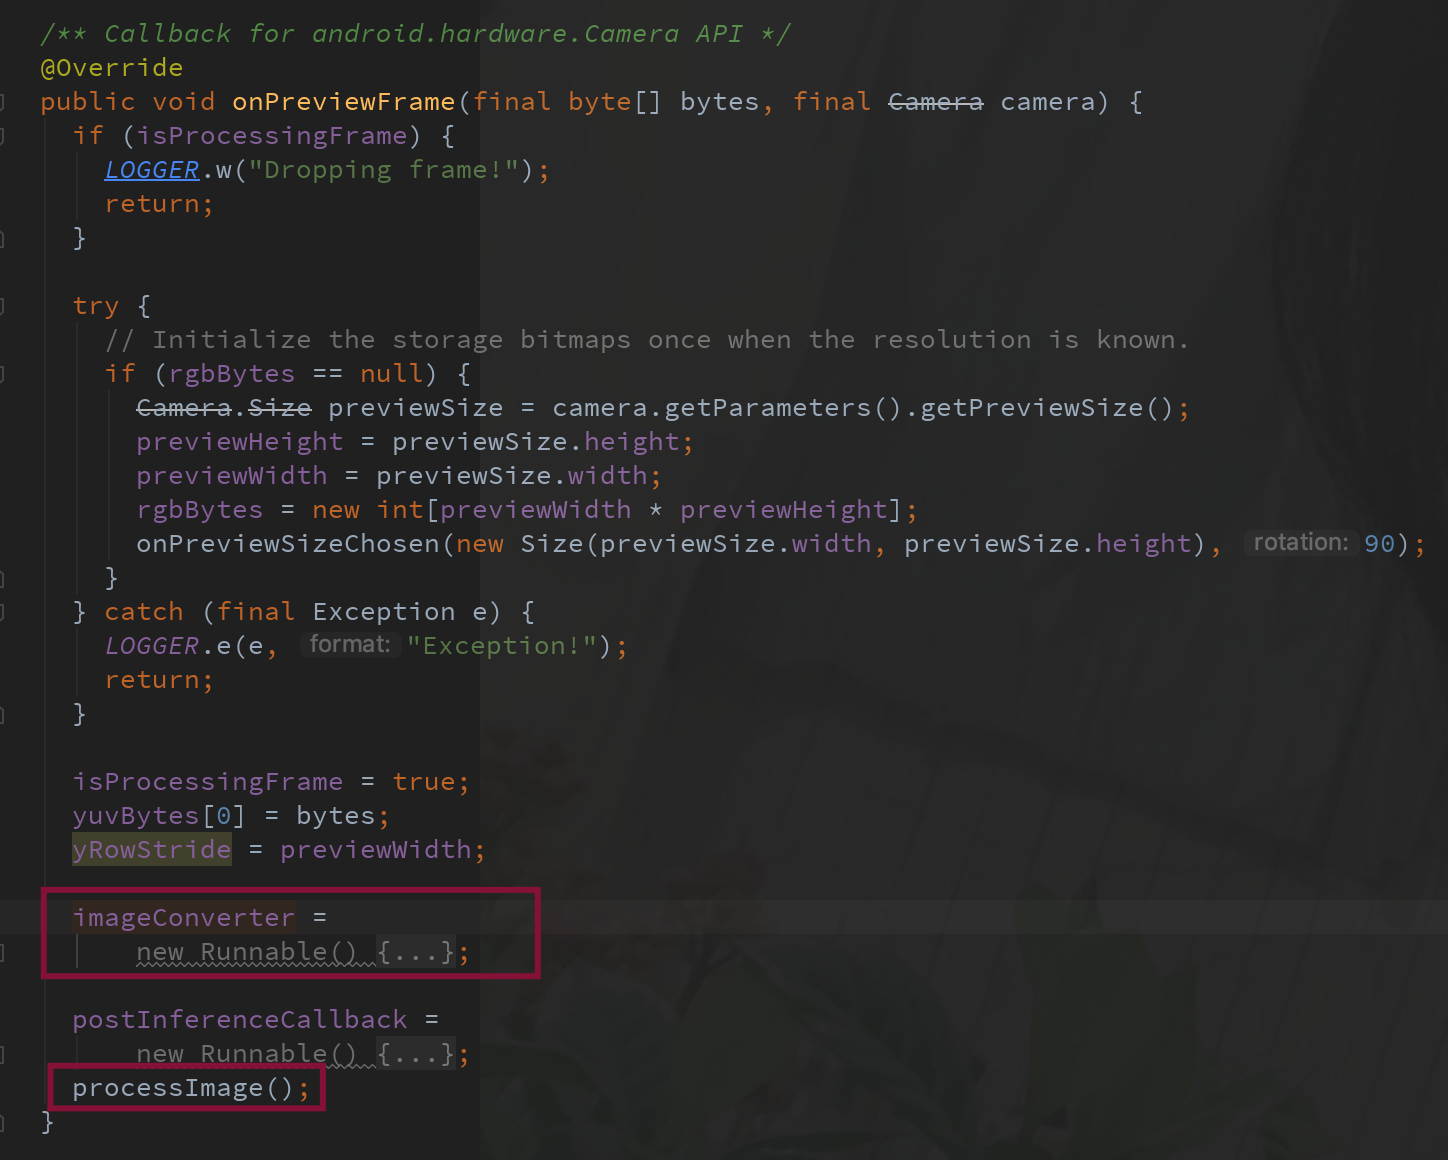 /** Callback for android.hardware.Camera API */
@Override
public void onPreviewFrame(final byte[] bytes, final Camera camera) {
if (isProcessingFrame) {
LOGGER.w("Dropping frame!");
return;
}
try {
// Initialize the storage bitmaps once when the resolution is known.
if (rgbBytes == null) {
Camera.Size previewSize = camera.getParameters().getPreviewSize();
previewHeight = previewSize.height;
previewWidth = previewSize.width;
rgbBytes = new int[previewWidth * previewHeight];
onPreviewSizeChosen(new Size(previewSize.width, previewSize.height), rotation: 90);
}
} catch (final Exception e) {
LOGGER.e(e, format: "Exception!");
return;
}
isProcessingFrame = true;
yuvBytes[0] = bytes;
yRowStride = previewWidth;
imageConverter =
new Runnable() {...};
postInferenceCallback =
new Runnable() {...};
processImage();
}